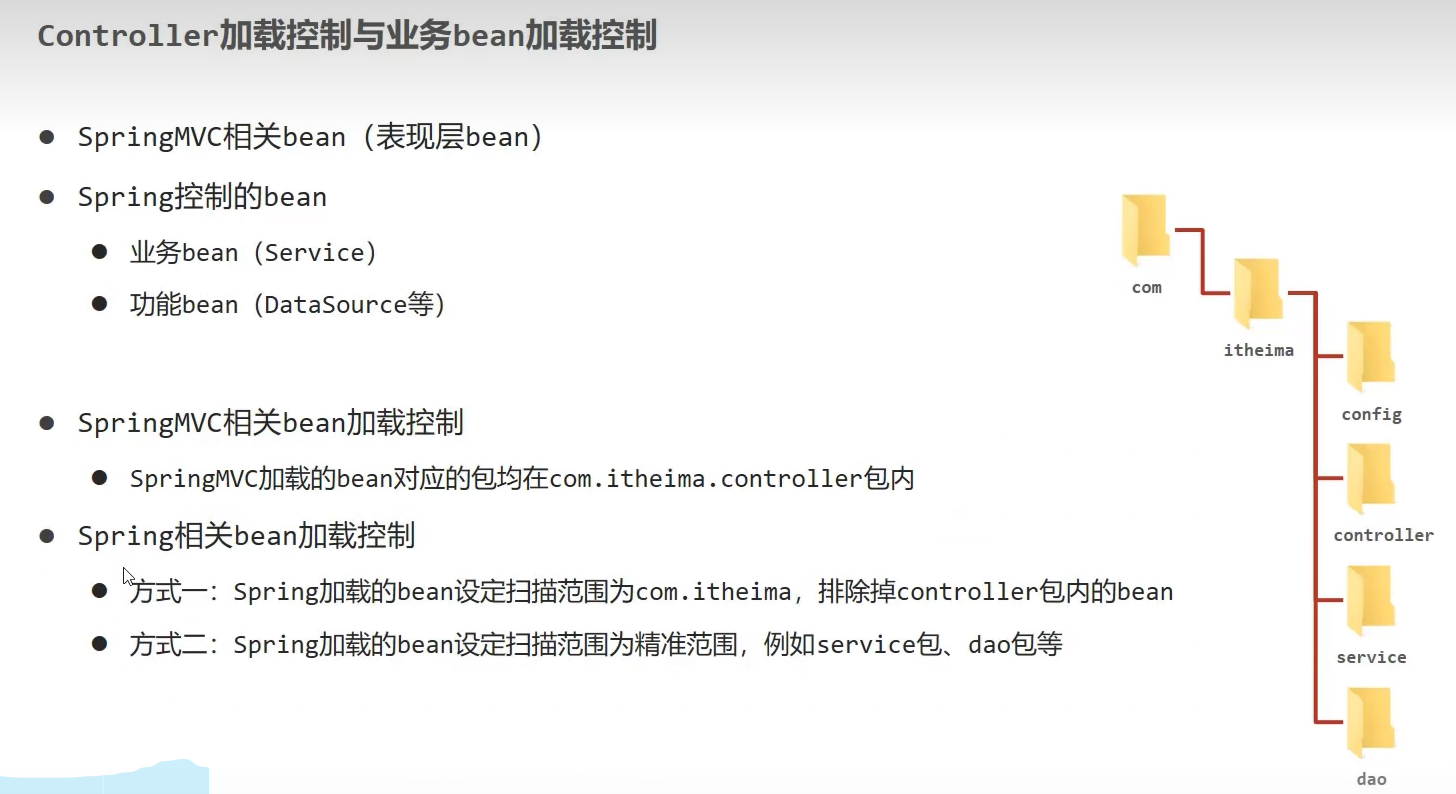 Controller加载控制与业务bean加载控制
SpringMVC相关bean（表现层bean）
Spring控制的bean
业务bean（Service）
功能bean（DataSource等）
SpringMVC相关bean加载控制
SpringMVC加载的bean对应的包均在com.itheima.controller包内
Spring相关bean加载控制
方式一：Spring加载的bean设定扫描范围为com.itheima，排除掉controller包内的bean
方式二：Spring加载的bean设定扫描范围为精准范围，例如service包、dao包等
com
itheima
config
controller
service
dao